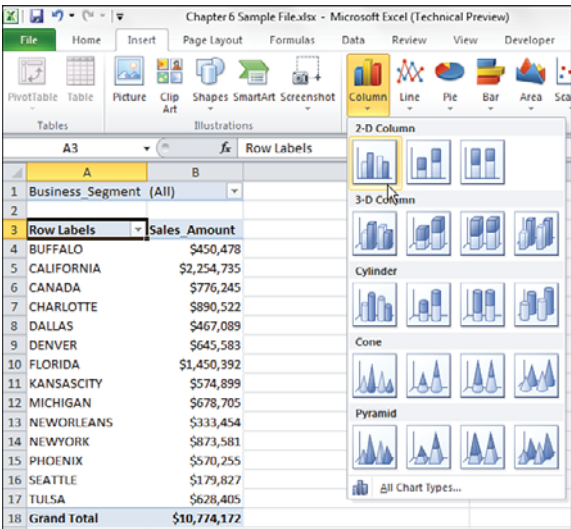 Chapter 6 Sample File.xlsx - Microsoft Excel (Technical Preview)
File Home Insert Page Layout Formulas Data Review View Developer
PivotTable Table Picture Clip Art Shapes SmartArt Screenshot Column Line Pie Bar Area Sca
Tables Illustrations
A3 fx Row Labels
A B
1 Business_Segment (All)
2
3 Row Labels Sales_Amount
4 BUFFALO $450,478
5 CALIFORNIA $2,254,735
6 CANADA $776,245
7 CHARLOTTE $890,522
8 DALLAS $467,089
9 DENVER $645,583
10 FLORIDA $1,450,392
11 KANSASCITY $574,899
12 MICHIGAN $678,705
13 NEWORLEANS $333,454
14 NEWYORK $873,581
15 PHOENIX $570,255
16 SEATTLE $179,827
17 TULSA $628,405
18 Grand Total $10,774,172
2-D Column
3-D Column
Cylinder
Cone
Pyramid
All Chart Types...